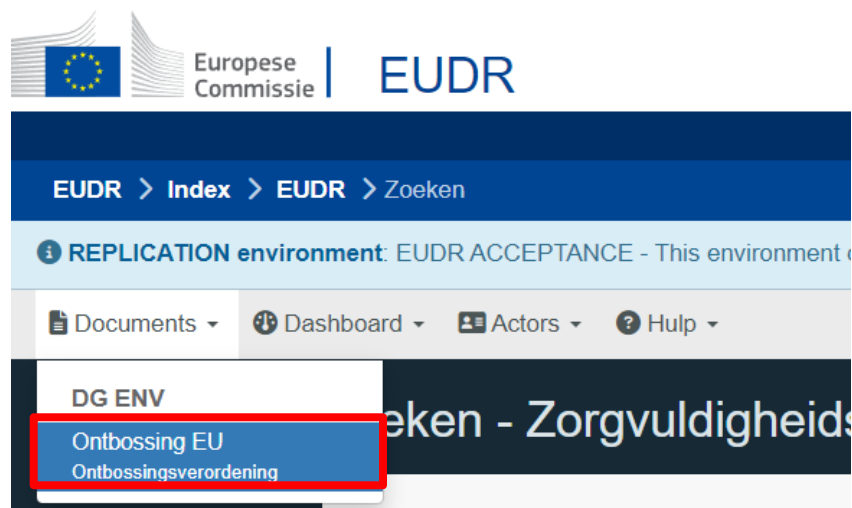 Europese
Commissie
EUDR
EUDR > Index > EUDR > Zoeken
REPLICATION environment: EUDR ACCEPTANCE - This environment
Documents Dashboard Actors Hulp
DG ENV
eken - Zorgvuldigheids
Ontbossing EU
Ontbossingsverordening